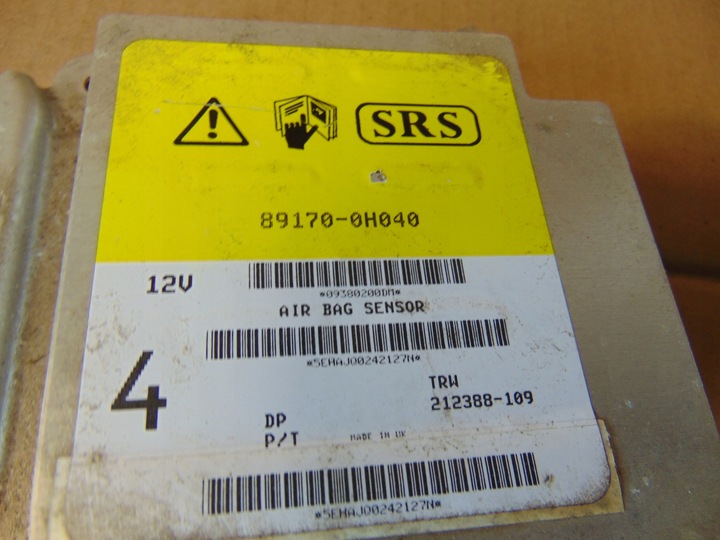 SRS
89170-0H040
12V
*09380200DM*
AIR BAG SENSOR
*5EHAJ00242127N*
4
TRW
212388-109
DP
P/T MADE IN UK
*5EHAJ00242127N*